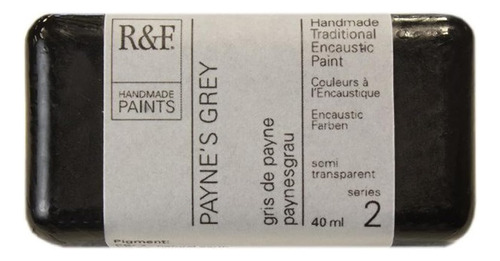 R&F.
HANDMADE
PAINTS
PAYNE'S GREY
gris de payne
paynesgrau
Handmade
Traditional
Encaustic
Paint
Couleurs à
l'Encaustique
Encaustic
Farben
semi
transparent
series
40 ml 2
Pigment: